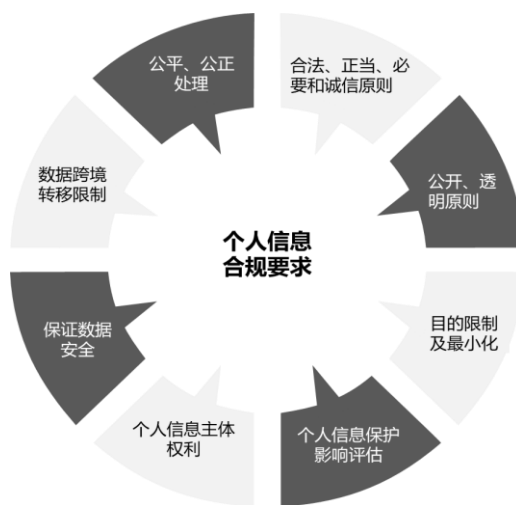 公平、公正
处理
合法、正当、必
要和诚信原则
公开、透
明原则
目的限制
及最小化
个人信息保护
影响评估
个人信息主体
权利
保证数据
安全
数据跨境
转移限制
个人信息
合规要求